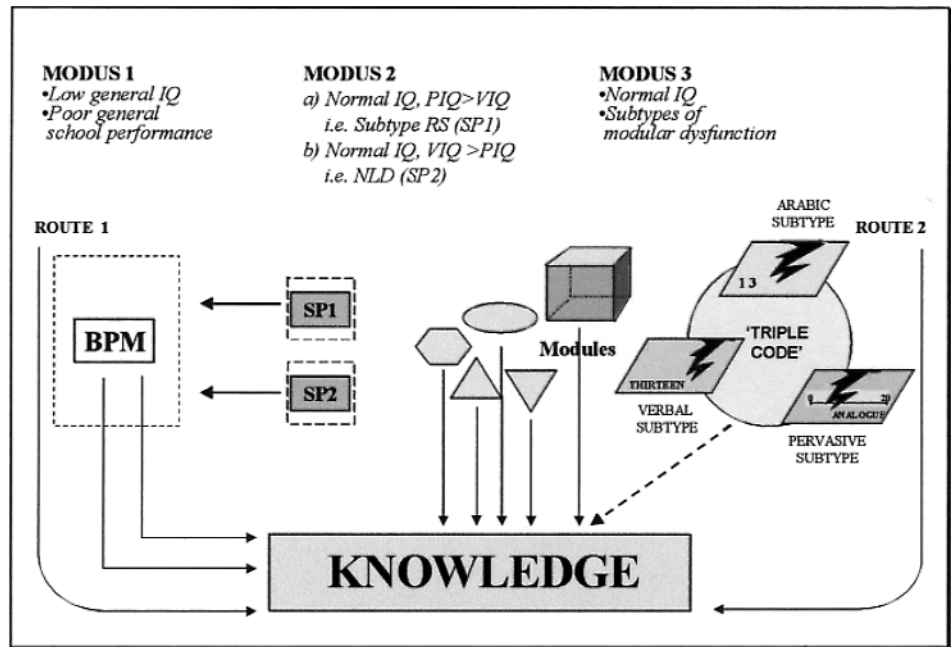 MODUS 1
•Low general IQ
•Poor general
school performance
MODUS 2
a) Normal IQ, PIQ>VIQ
i.e. Subtype RS (SP1)
b) Normal IQ, VIQ >PIQ
i.e. NLD (SP2)
MODUS 3
•Normal IQ
•Subtypes of
modular dysfunction
ROUTE 1
BPM
SP1
SP2
Modules
ARABIC
SUBTYPE
ROUTE 2
1 3
'TRIPLE
CODE'
THIRTEEN
VERBAL
SUBTYPE
0 20
ANALOGUE
PERVASIVE
SUBTYPE
KNOWLEDGE